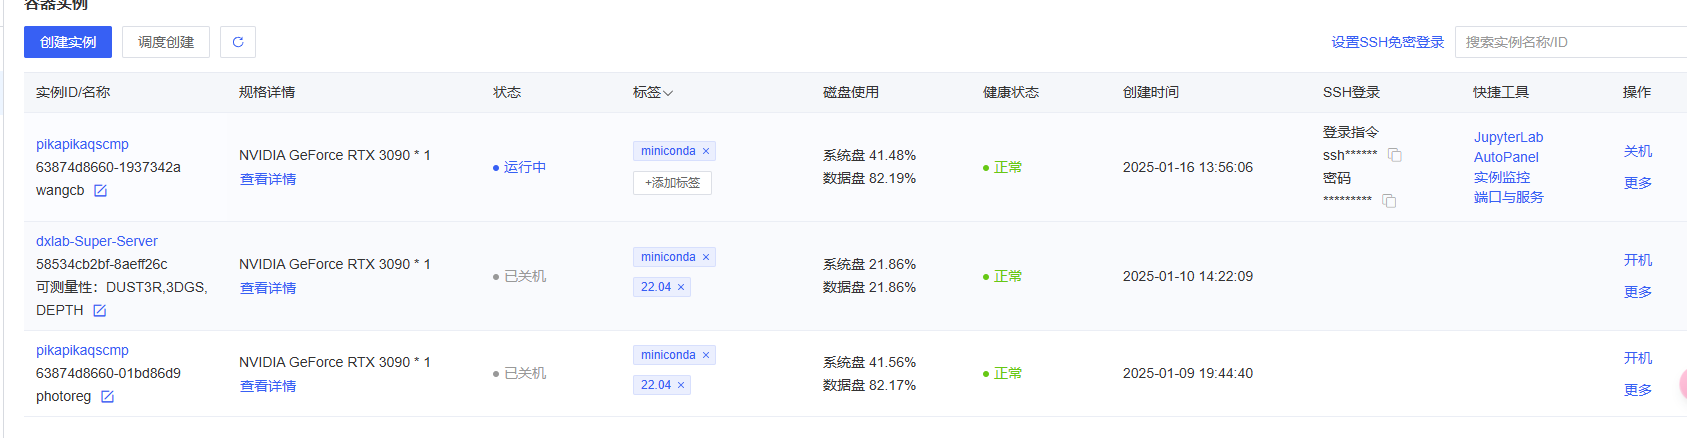 容器实例
创建实例 调度创建 设置SSH免密登录 搜索实例名称/ID
实例ID/名称 规格详情 状态 标签 磁盘使用 健康状态 创建时间 SSH登录 快捷工具 操作
pikapikaqscmp
63874d8660-1937342a
wangcb
NVIDIA GeForce RTX 3090 * 1
查看详情
运行中
miniconda ×
+添加标签
系统盘 41.48%
数据盘 82.19%
正常
2025-01-16 13:56:06
登录指令
ssh******
密码
*********
JupyterLab
AutoPanel
实例监控
端口与服务
关机
更多
dxlab-Super-Server
58534cb2bf-8aeff26c
可测量性：DUST3R,3DGS,
DEPTH
NVIDIA GeForce RTX 3090 * 1
查看详情
已关机
miniconda ×
22.04 ×
系统盘 21.86%
数据盘 21.86%
正常
2025-01-10 14:22:09
开机
更多
pikapikaqscmp
63874d8660-01bd86d9
photoreg
NVIDIA GeForce RTX 3090 * 1
查看详情
已关机
miniconda ×
22.04 ×
系统盘 41.56%
数据盘 82.17%
正常
2025-01-09 19:44:40
开机
更多